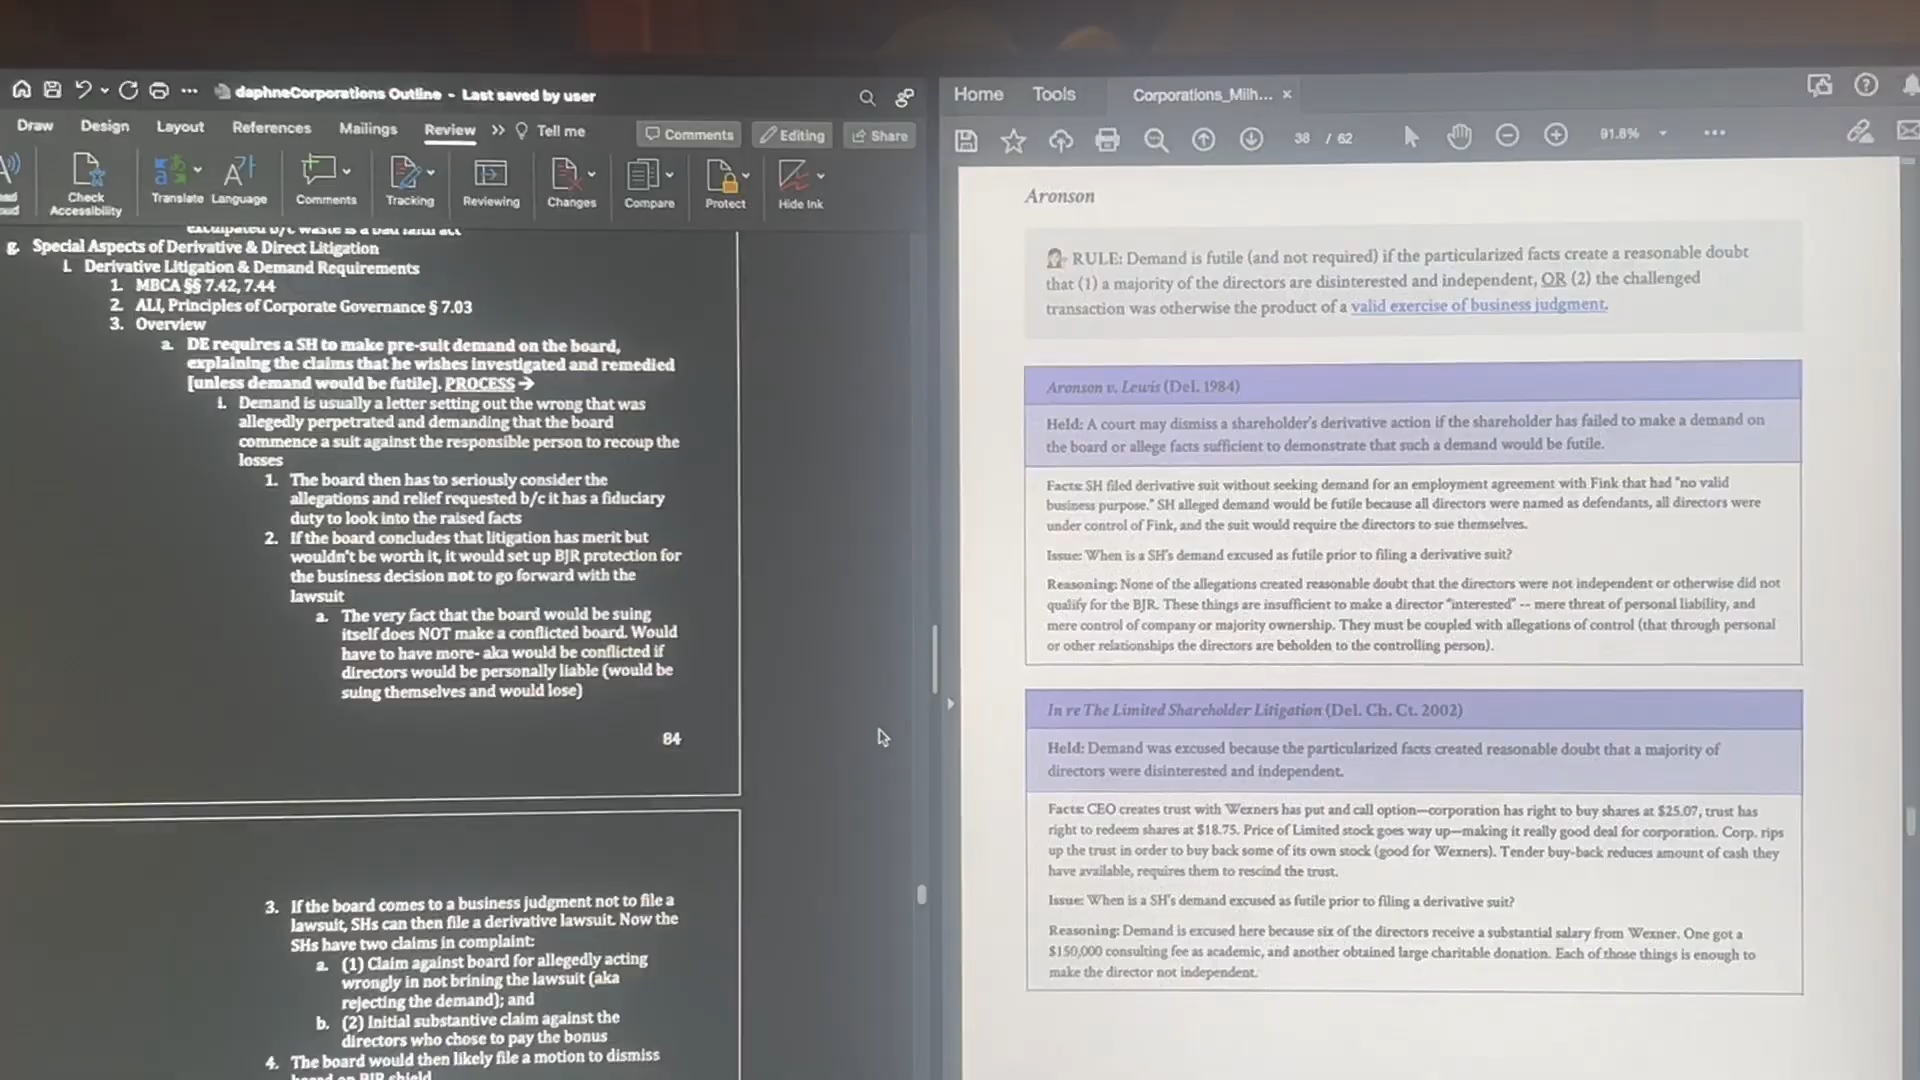 daphneCorporations Outline - Last saved by user
Draw Design Layout References Mailings Review Tell me Comments Editing Share
Check Accessibility Translate Language Comments Tracking Reviewing Changes Compare Protect Hide Ink
g. Special Aspects of Derivative & Direct Litigation
i. Derivative Litigation & Demand Requirements
1. MBCA §§ 7.42, 7.44
2. ALI, Principles of Corporate Governance § 7.03
3. Overview
a. DE requires a SH to make pre-suit demand on the board,
explaining the claims that he wishes investigated and remedied
[unless demand would be futile]. PROCESS →
i. Demand is usually a letter setting out the wrong that was
allegedly perpetrated and demanding that the board
commence a suit against the responsible person to recoup the
losses
1. The board then has to seriously consider the
allegations and relief requested b/c it has a fiduciary
duty to look into the raised facts
2. If the board concludes that litigation has merit but
wouldn't be worth it, it would set up BJR protection for
the business decision not to go forward with the
lawsuit
a. The very fact that the board would be suing
itself does NOT make a conflicted board. Would
have to have more- aka would be conflicted if
directors would be personally liable (would be
suing themselves and would lose)
84
3. If the board comes to a business judgment not to file a
lawsuit, SHs can then file a derivative lawsuit. Now the
SHs have two claims in complaint:
a. (1) Claim against board for allegedly acting
wrongly in not brining the lawsuit (aka
rejecting the demand); and
b. (2) Initial substantive claim against the
directors who chose to pay the bonus
4. The board would then likely file a motion to dismiss
Home Tools Corporations_Milh... ×
38 / 62 91.8%
Aronson
RULE: Demand is futile (and not required) if the particularized facts create a reasonable doubt
that (1) a majority of the directors are disinterested and independent, OR (2) the challenged
transaction was otherwise the product of a valid exercise of business judgment.
Aronson v. Lewis (Del. 1984)
Held: A court may dismiss a shareholder's derivative action if the shareholder has failed to make a demand on
the board or allege facts sufficient to demonstrate that such a demand would be futile.
Facts: SH filed derivative suit without seeking demand for an employment agreement with Fink that had "no valid
business purpose." SH alleged demand would be futile because all directors were named as defendants, all directors were
under control of Fink, and the suit would require the directors to sue themselves.
Issue: When is a SH's demand excused as futile prior to filing a derivative suit?
Reasoning: None of the allegations created reasonable doubt that the directors were not independent or otherwise did not
qualify for the BJR. These things are insufficient to make a director "interested" -- mere threat of personal liability, and
mere control of company or majority ownership. They must be coupled with allegations of control (that through personal
or other relationships the directors are beholden to the controlling person).
In re The Limited Shareholder Litigation (Del. Ch. Ct. 2002)
Held: Demand was excused because the particularized facts created reasonable doubt that a majority of
directors were disinterested and independent.
Facts: CEO creates trust with Wexners has put and call option—corporation has right to buy shares at $25.07, trust has
right to redeem shares at $18.75. Price of Limited stock goes way up—making it really good deal for corporation. Corp. rips
up the trust in order to buy back some of its own stock (good for Wexners). Tender buy-back reduces amount of cash they
have available, requires them to rescind the trust.
Issue: When is a SH's demand excused as futile prior to filing a derivative suit?
Reasoning: Demand is excused here because six of the directors receive a substantial salary from Wexner. One got a
$150,000 consulting fee as academic, and another obtained large charitable donation. Each of those things is enough to
make the director not independent.